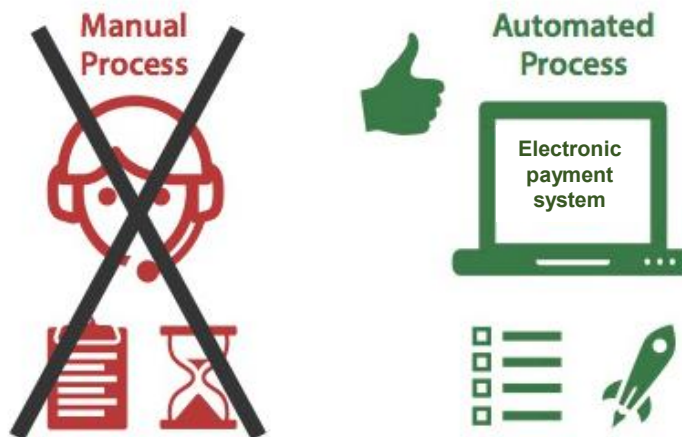 Manual
Process
Automated
Process
Electronic
payment
system